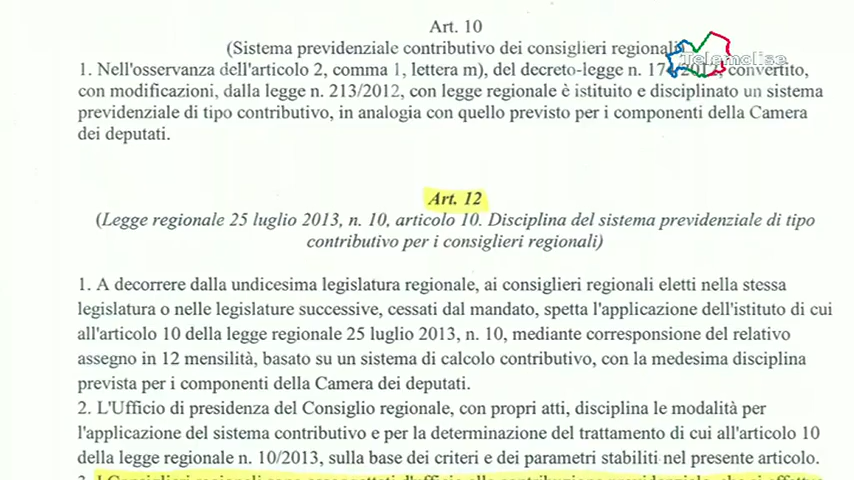 Art. 10
(Sistema previdenziale contributivo dei consiglieri regionali)
Telemolise
1. Nell'osservanza dell'articolo 2, comma 1, lettera m), del decreto-legge n. 174/2012, convertito,
con modificazioni, dalla legge n. 213/2012, con legge regionale è istituito e disciplinato un sistema
previdenziale di tipo contributivo, in analogia con quello previsto per i componenti della Camera
dei deputati.
Art. 12
(Legge regionale 25 luglio 2013, n. 10, articolo 10. Disciplina del sistema previdenziale di tipo
contributivo per i consiglieri regionali)
1. A decorrere dalla undicesima legislatura regionale, ai consiglieri regionali eletti nella stessa
legislatura o nelle legislature successive, cessati dal mandato, spetta l'applicazione dell'istituto di cui
all'articolo 10 della legge regionale 25 luglio 2013, n. 10, mediante corresponsione del relativo
assegno in 12 mensilità, basato su un sistema di calcolo contributivo, con la medesima disciplina
prevista per i componenti della Camera dei deputati.
2. L'Ufficio di presidenza del Consiglio regionale, con propri atti, disciplina le modalità per
l'applicazione del sistema contributivo e per la determinazione del trattamento di cui all'articolo 10
della legge regionale n. 10/2013, sulla base dei criteri e dei parametri stabiliti nel presente articolo.